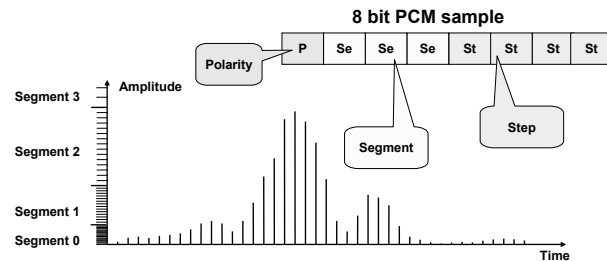 8 bit PCM sample
P Se Se Se St St St St
Polarity
Segment 3
Amplitude
Segment
Step
Segment 2
Segment 1
Segment 0
Time